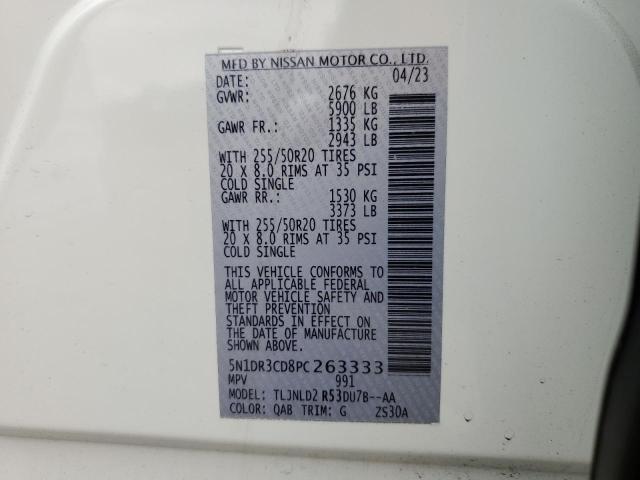 MFD BY NISSAN MOTOR CO., LTD.
DATE: 04/23
GVWR: 2676 KG
5900 LB
GAWR FR.: 1335 KG
2943 LB
WITH 255/50R20 TIRES
20 X 8.0 RIMS AT 35 PSI
COLD SINGLE
GAWR RR.: 1530 KG
3373 LB
WITH 255/50R20 TIRES
20 X 8.0 RIMS AT 35 PSI
COLD SINGLE
THIS VEHICLE CONFORMS TO
ALL APPLICABLE FEDERAL
MOTOR VEHICLE SAFETY AND
THEFT PREVENTION
STANDARDS IN EFFECT ON
THE DATE OF MANUFACTURE
SHOWN ABOVE.
5N1DR3CD8PC263333
MPV 991
MODEL: TLJNLD2 R53DU7B--AA
COLOR: QAB TRIM: G ZS30A